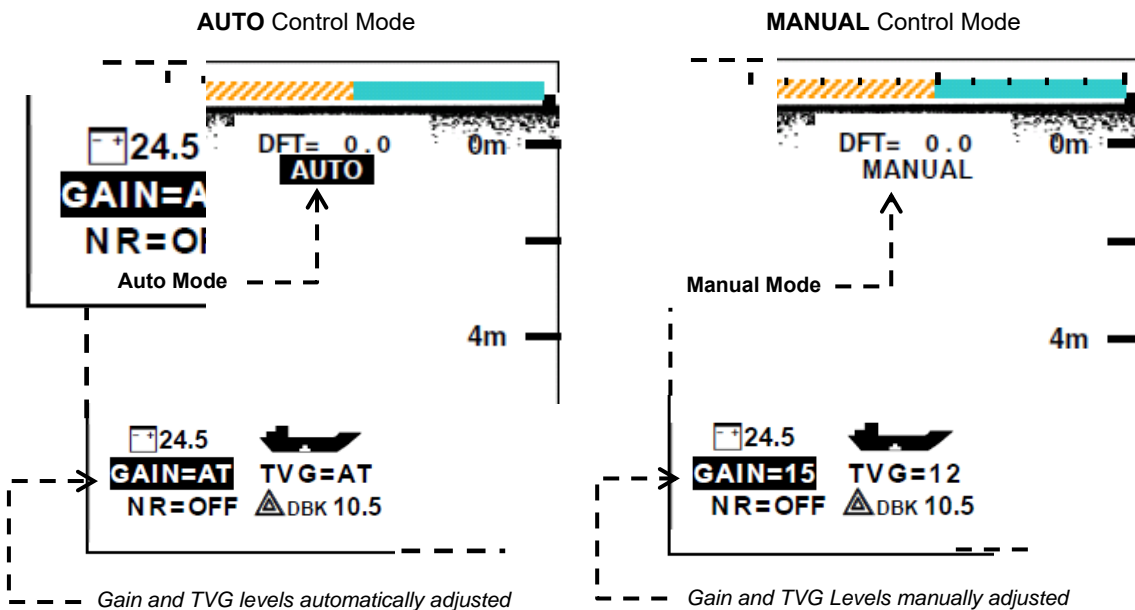 AUTO Control Mode
24.5
GAIN=A
NR=OF
DFT= 0.0
AUTO
0m
Auto Mode
4m
24.5
GAIN=AT TVG=AT
NR=OFF DBK 10.5
Gain and TVG levels automatically adjusted
MANUAL Control Mode
DFT= 0.0
MANUAL
0m
Manual Mode
4m
24.5
GAIN=15 TVG=12
NR=OFF DBK 10.5
Gain and TVG Levels manually adjusted